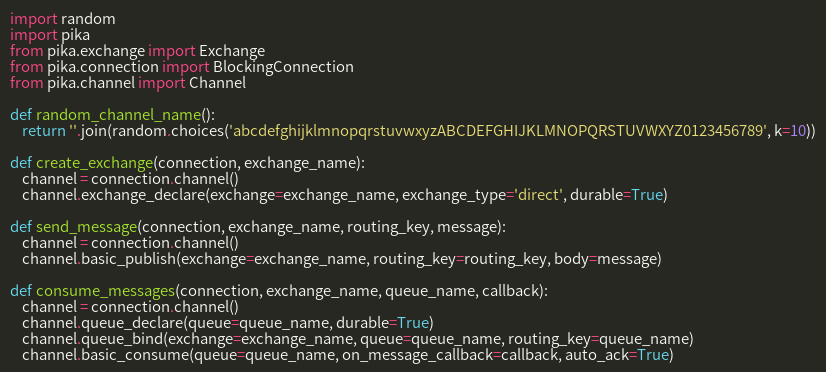 import random
import pika
from pika.exchange import Exchange
from pika.connection import BlockingConnection
from pika.channel import Channel
def random_channel_name():
return ''.join(random.choices('abcdefghijklmnopqrstuvwxyzABCDEFGHIJKLMNOPQRSTUVWXYZ0123456789', k=10))
def create_exchange(connection, exchange_name):
channel = connection.channel()
channel.exchange_declare(exchange=exchange_name, exchange_type='direct', durable=True)
def send_message(connection, exchange_name, routing_key, message):
channel = connection.channel()
channel.basic_publish(exchange=exchange_name, routing_key=routing_key, body=message)
def consume_messages(connection, exchange_name, queue_name, callback):
channel = connection.channel()
channel.queue_declare(queue=queue_name, durable=True)
channel.queue_bind(exchange=exchange_name, queue=queue_name, routing_key=queue_name)
channel.basic_consume(queue=queue_name, on_message_callback=callback, auto_ack=True)